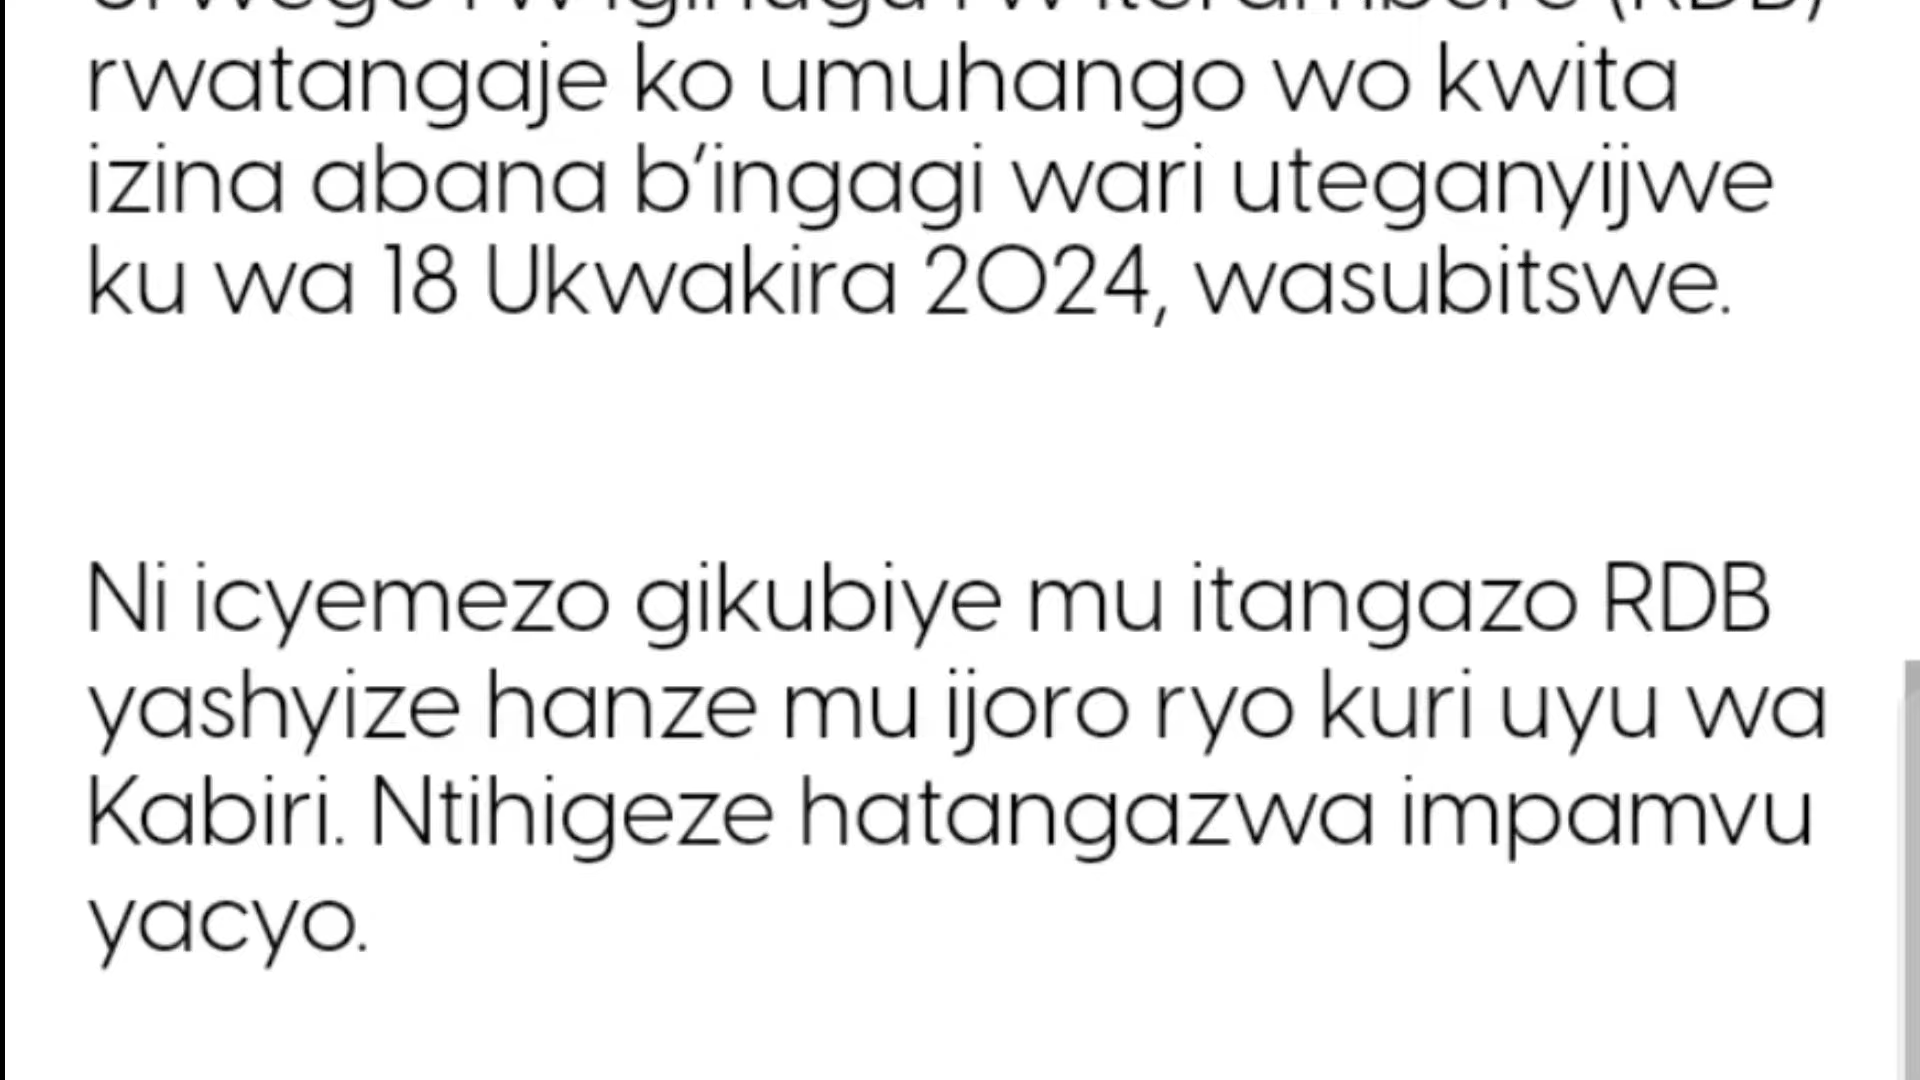 (RDB)
rwatangaje ko umuhango wo kwita
izina abana b'ingagi wari uteganyijwe
ku wa 18 Ukwakira 2024, wasubitswe.
Ni icyemezo gikubiye mu itangazo RDB
yashyize hanze mu ijoro ryo kuri uyu wa
Kabiri. Ntihigeze hatangazwa impamvu
yacyo.